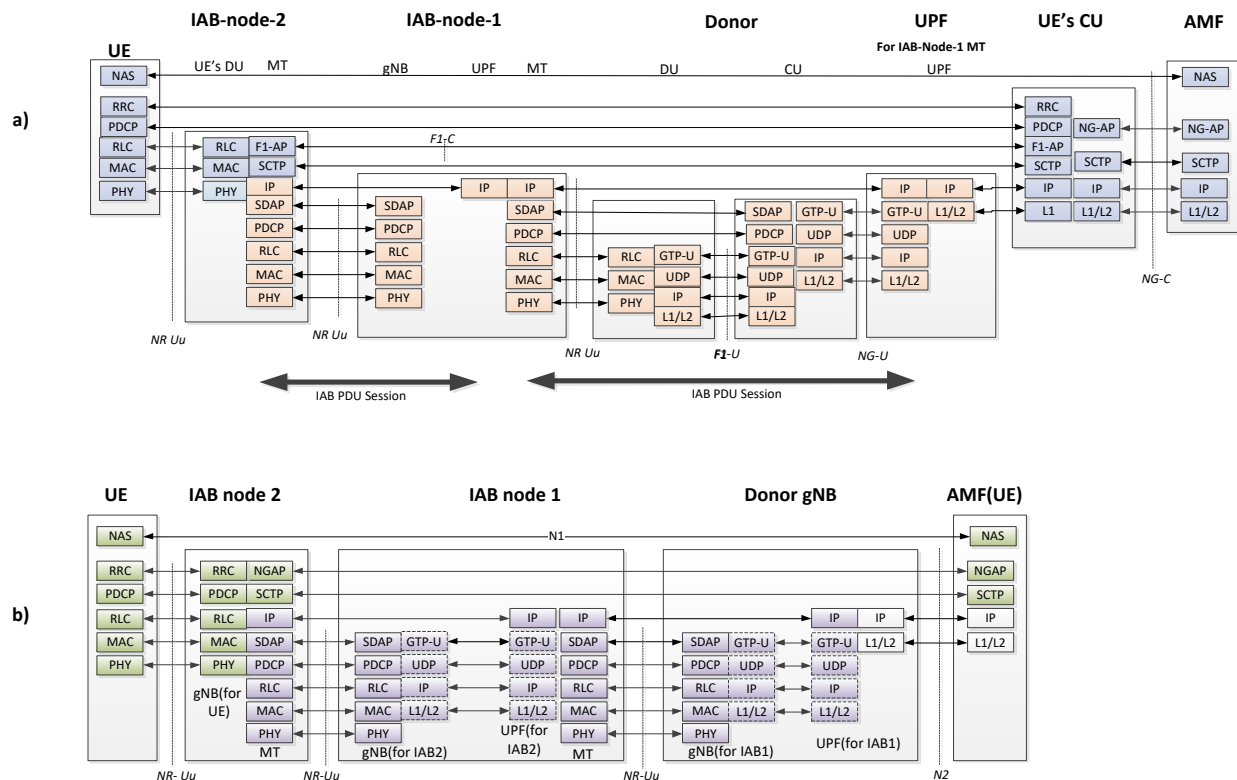 IAB-node-2 IAB-node-1 Donor UPF UE's CU AMF
UE For IAB-Node-1 MT
UE's DU MT gNB UPF MT DU CU UPF
NAS NAS
a)
RRC RRC
PDCP PDCP NG-AP NG-AP
F1-C
RLC RLC F1-AP F1-AP
MAC MAC SCTP SCTP SCTP SCTP
PHY PHY IP IP IP IP IP IP IP IP
SDAP SDAP SDAP SDAP GTP-U GTP-U L1/L2 L1 L1/L2 L1/L2
PDCP PDCP PDCP PDCP UDP UDP
RLC RLC RLC RLC GTP-U GTP-U IP IP
MAC MAC MAC MAC UDP UDP L1/L2 L1/L2
NG-C
PHY PHY PHY PHY IP IP
L1/L2 L1/L2
NR Uu NR Uu NR Uu F1-U NG-U
IAB PDU Session IAB PDU Session
UE IAB node 2 IAB node 1 Donor gNB AMF(UE)
NAS N1 NAS
RRC RRC NGAP NGAP
PDCP PDCP SCTP SCTP
b)
RLC RLC IP IP IP IP IP IP
MAC MAC SDAP SDAP GTP-U GTP-U SDAP SDAP GTP-U GTP-U L1/L2 L1/L2
PHY PHY PDCP PDCP UDP UDP PDCP PDCP UDP UDP
gNB(for
UE)
RLC RLC IP IP RLC RLC IP IP
MAC MAC L1/L2 L1/L2 MAC MAC L1/L2 L1/L2
PHY PHY UPF(for
IAB2) PHY PHY
MT gNB(for IAB2) MT gNB(for IAB1) UPF(for IAB1)
NR- Uu NR-Uu NR-Uu N2